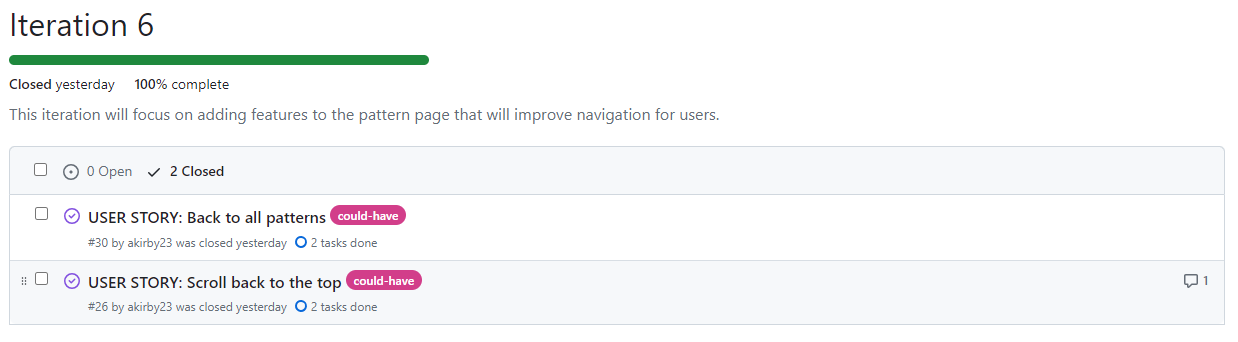 Iteration 6
Closed yesterday 100% complete
This iteration will focus on adding features to the pattern page that will improve navigation for users.
0 Open 2 Closed
USER STORY: Back to all patterns could-have
#30 by akirby23 was closed yesterday 2 tasks done
USER STORY: Scroll back to the top could-have 1
#26 by akirby23 was closed yesterday 2 tasks done